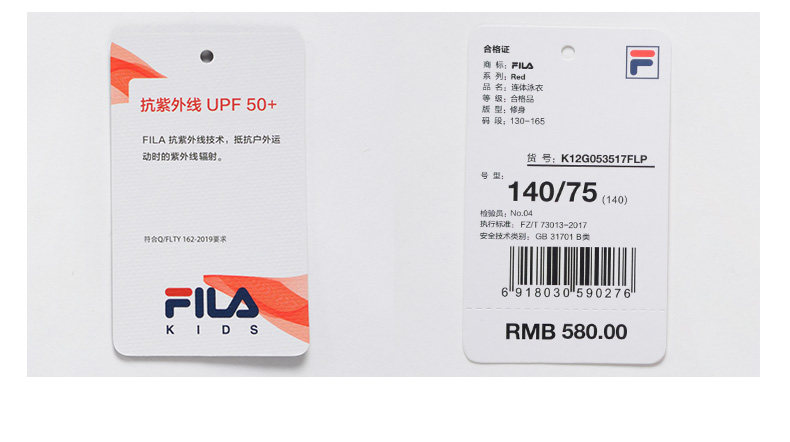 抗紫外线 UPF 50+
FILA 抗紫外线技术，抵抗户外运
动时的紫外线辐射。
符合Q/FLTY 162-2019要求
FILA
KIDS
合格证
商 标：FILA
系 列：Red
品 名：连体泳衣
等 级：合格品
版 型：修身
码 段：130-165
货 号：K12G053517FLP
号 型：
140/75 (140)
检验员：No.04
执行标准：FZ/T 73013-2017
安全技术类别：GB 31701 B类
6 918030 590276
RMB 580.00